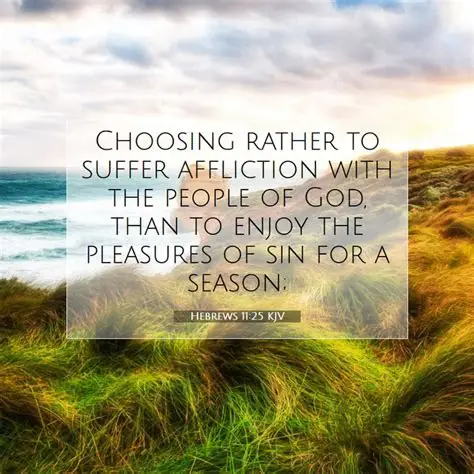 Choosing rather to
suffer affliction with
the people of God,
than to enjoy the
pleasures of sin for a
season;
Hebrews 11:25 KJV